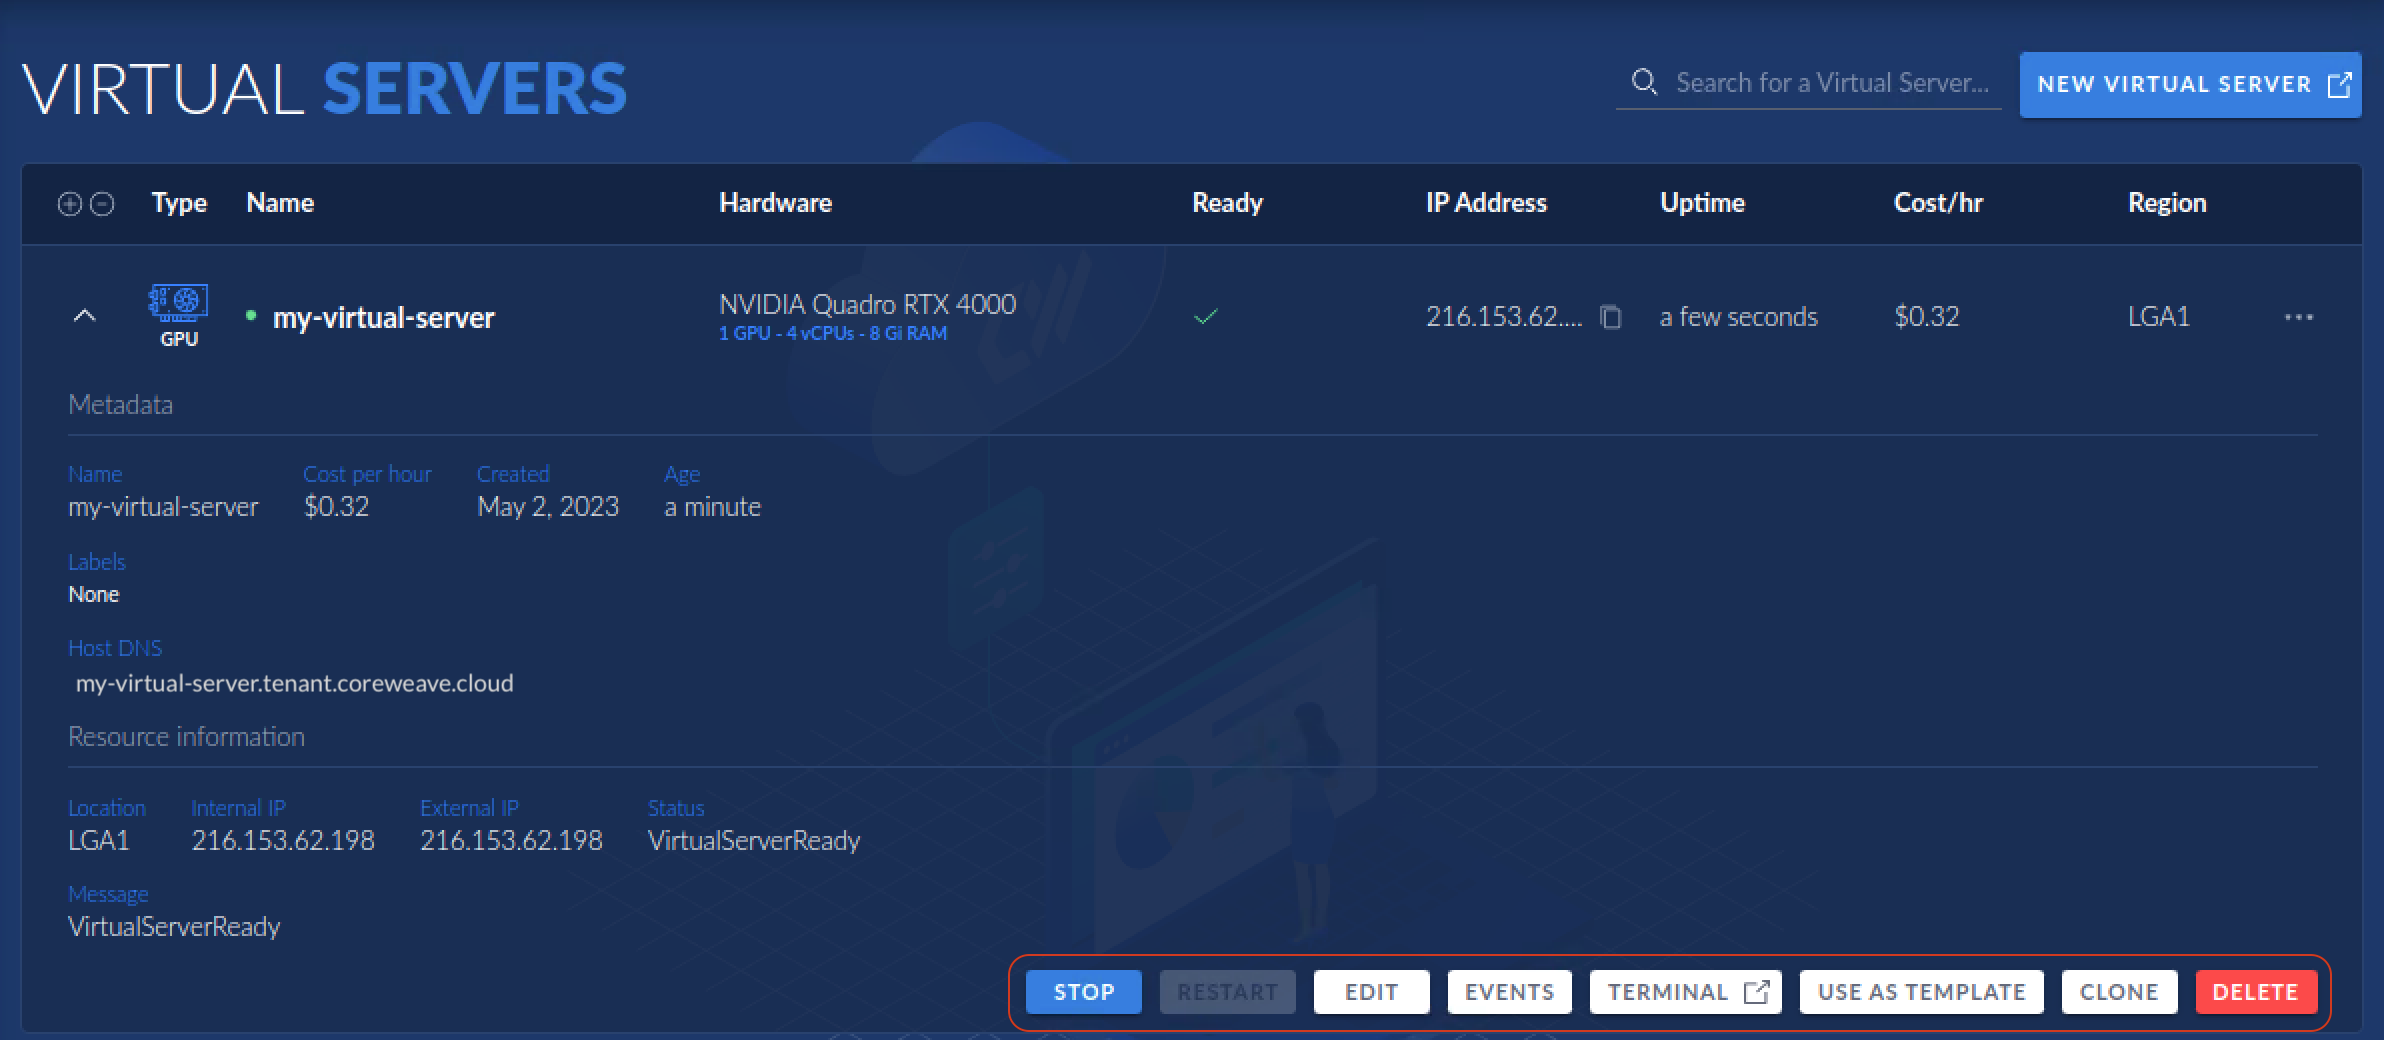 VIRTUAL SERVERS
Search for a Virtual Server...
NEW VIRTUAL SERVER
Type Name Hardware Ready IP Address Uptime Cost/hr Region
GPU
my-virtual-server
NVIDIA Quadro RTX 4000
1 GPU - 4 vCPUs - 8 Gi RAM
216.153.62....
a few seconds
$0.32
LGA1
Metadata
Name Cost per hour Created Age
my-virtual-server $0.32 May 2, 2023 a minute
Labels
None
Host DNS
my-virtual-server.tenant.coreweave.cloud
Resource information
Location Internal IP External IP Status
LGA1 216.153.62.198 216.153.62.198 VirtualServerReady
Message
VirtualServerReady
STOP RESTART EDIT EVENTS TERMINAL USE AS TEMPLATE CLONE DELETE